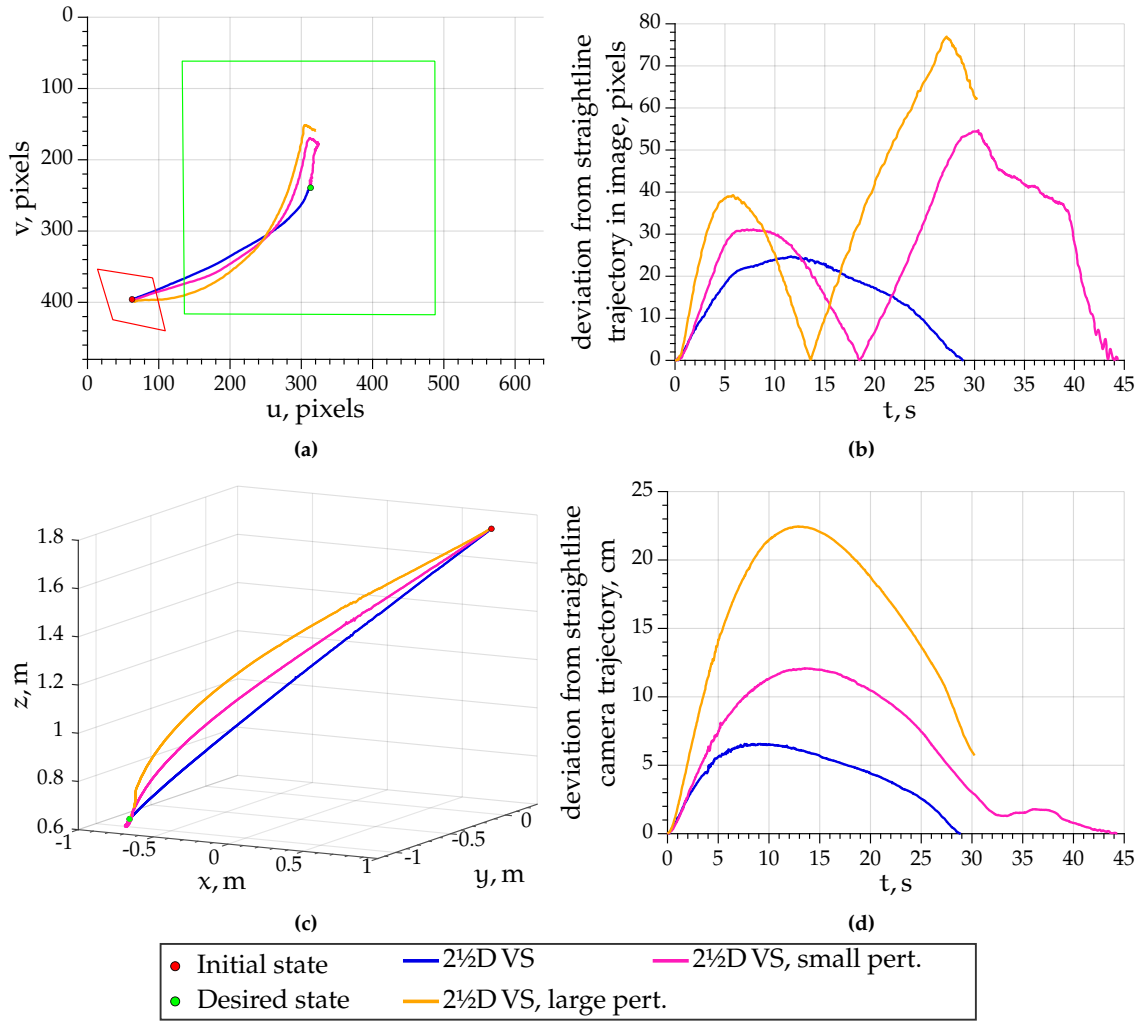 0
100
200
300
400
v, pixels
0 100 200 300 400 500 600
u, pixels
(a)
80
70
60
50
40
30
20
10
0
deviation from straightline
trajectory in image, pixels
0 5 10 15 20 25 30 35 40 45
t, s
(b)
1.8
1.6
1.4
1.2
1
0.8
0.6
z, m
-1 -0.5 0 0.5 1
x, m
-1 -0.5 0
y, m
(c)
25
20
15
10
5
0
deviation from straightline
camera trajectory, cm
0 5 10 15 20 25 30 35 40 45
t, s
(d)
Initial state 2½D VS 2½D VS, small pert.
Desired state 2½D VS, large pert.